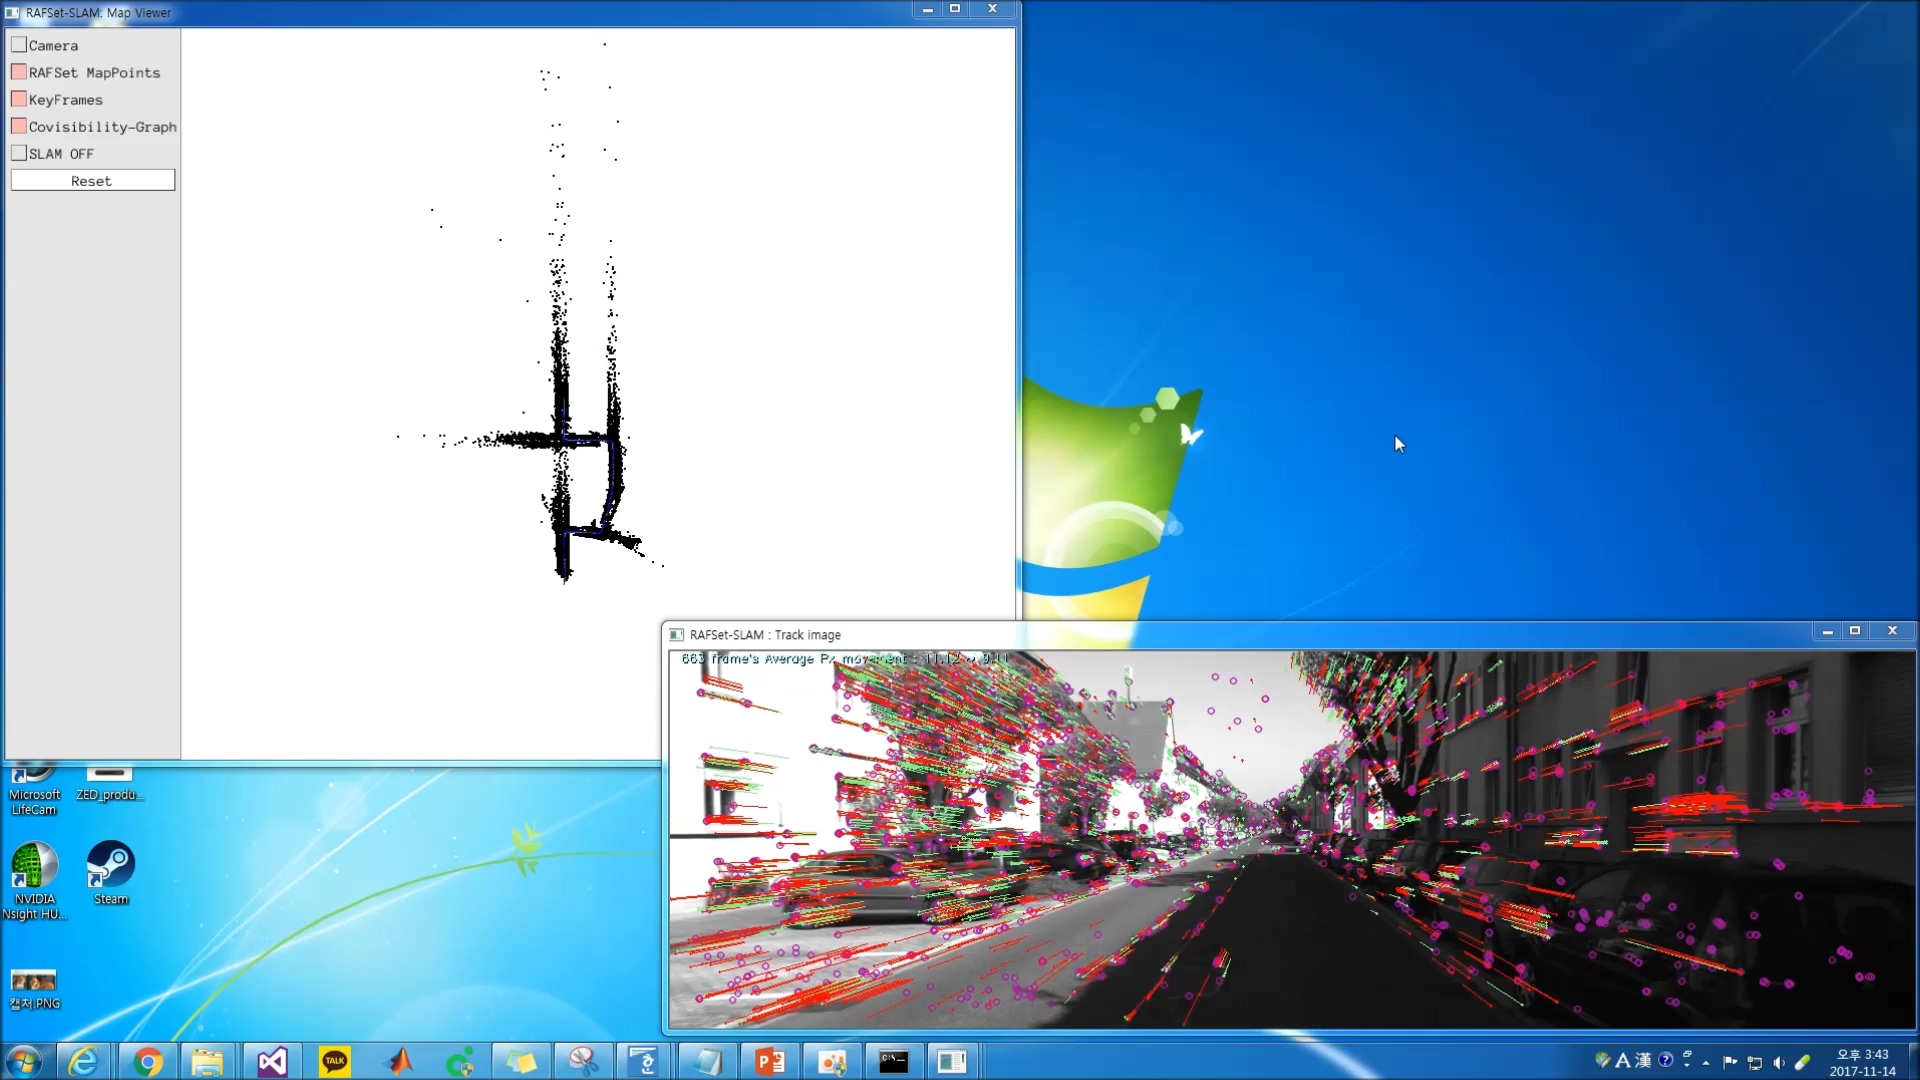 RAFSet-SLAM: Map Viewer
Camera
RAFSet MapPoints
KeyFrames
Covisibility-Graph
SLAM OFF
Reset
RAFSet-SLAM : Track image
663 frame's Average Px movement : 11.12 ~ 9.11
Microsoft
LifeCam
ZED_produ...
NVIDIA
Nsight HU...
Steam
캡처.PNG
TALK
C:\_
A 漢
오후 3:43
2017-11-14